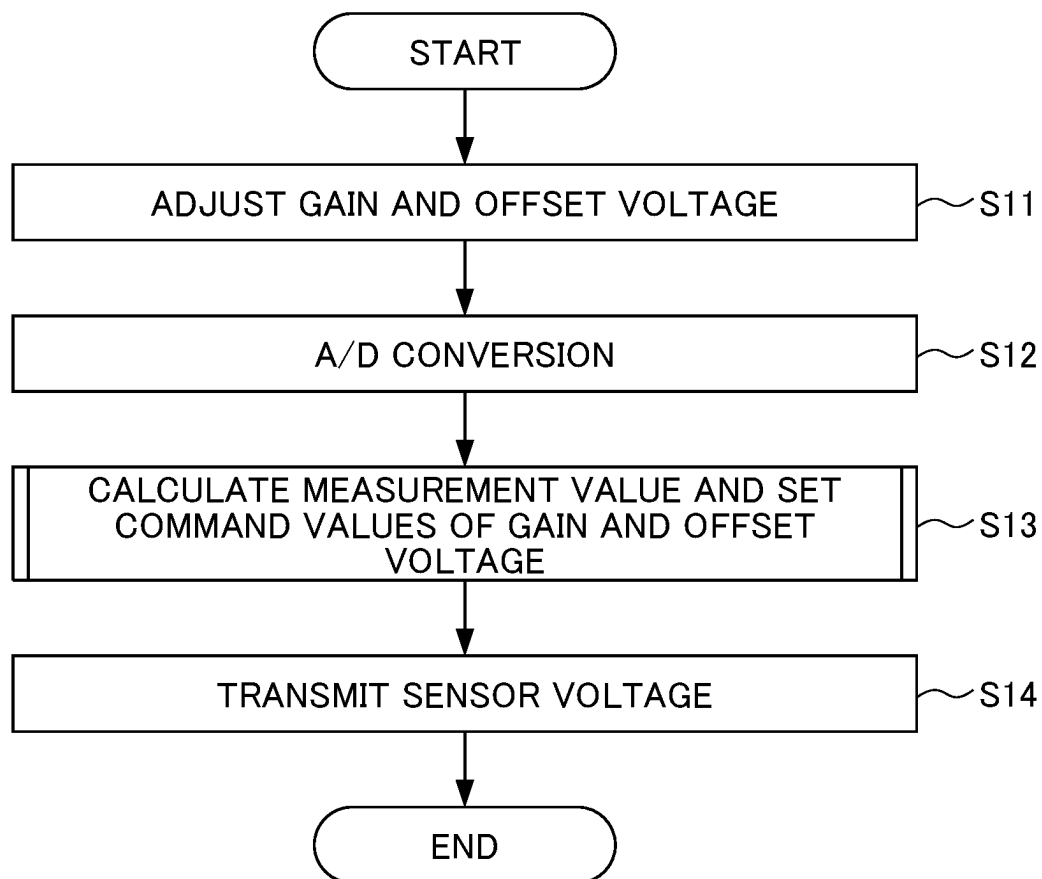 START
ADJUST GAIN AND OFFSET VOLTAGE
S11
A/D CONVERSION
S12
CALCULATE MEASUREMENT VALUE AND SET
COMMAND VALUES OF GAIN AND OFFSET
VOLTAGE
S13
TRANSMIT SENSOR VOLTAGE
S14
END